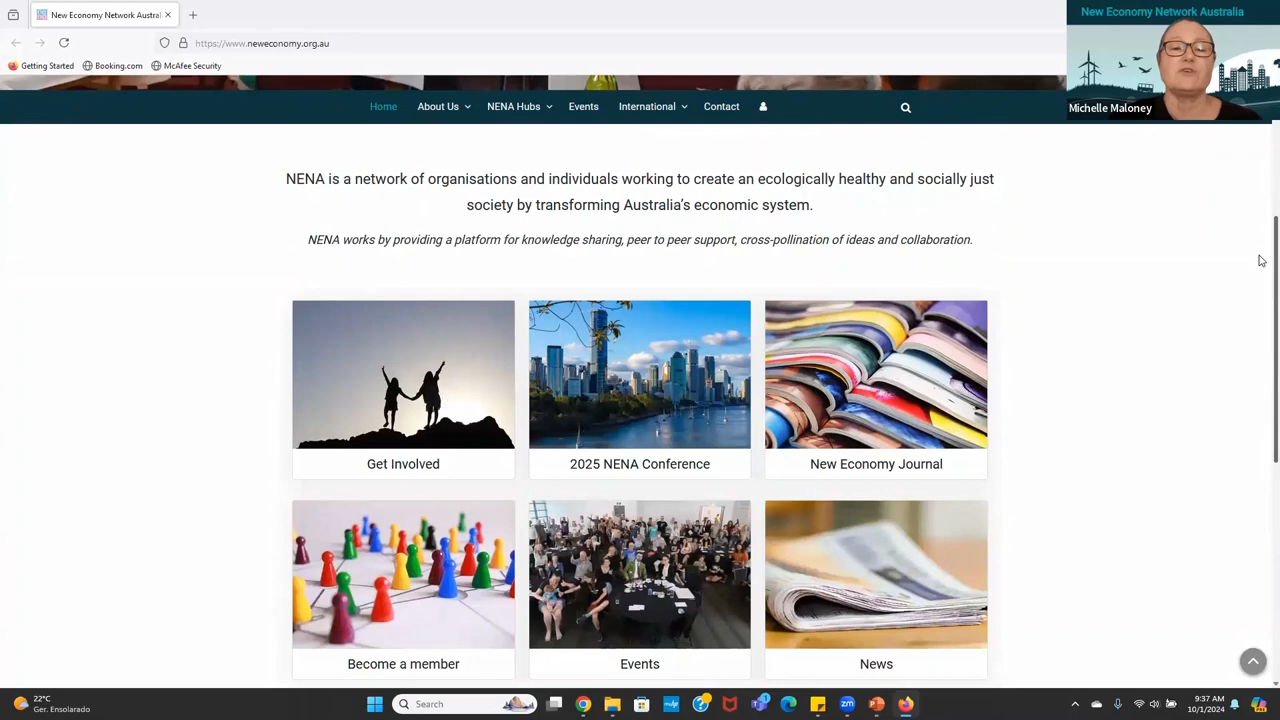 New Economy Network Australi
New Economy Network Australia
https://www.neweconomy.org.au
Getting Started
Booking.com
McAfee Security
Michelle Maloney
Home
About Us
NENA Hubs
Events
International
Contact
NENA is a network of organisations and individuals working to create an ecologically healthy and socially just
society by transforming Australia's economic system.
NENA works by providing a platform for knowledge sharing, peer to peer support, cross-pollination of ideas and collaboration.
Get Involved
2025 NENA Conference
New Economy Journal
Become a member
Events
News
22°C
Ger. Ensolarado
Search
9:37 AM
10/1/2024